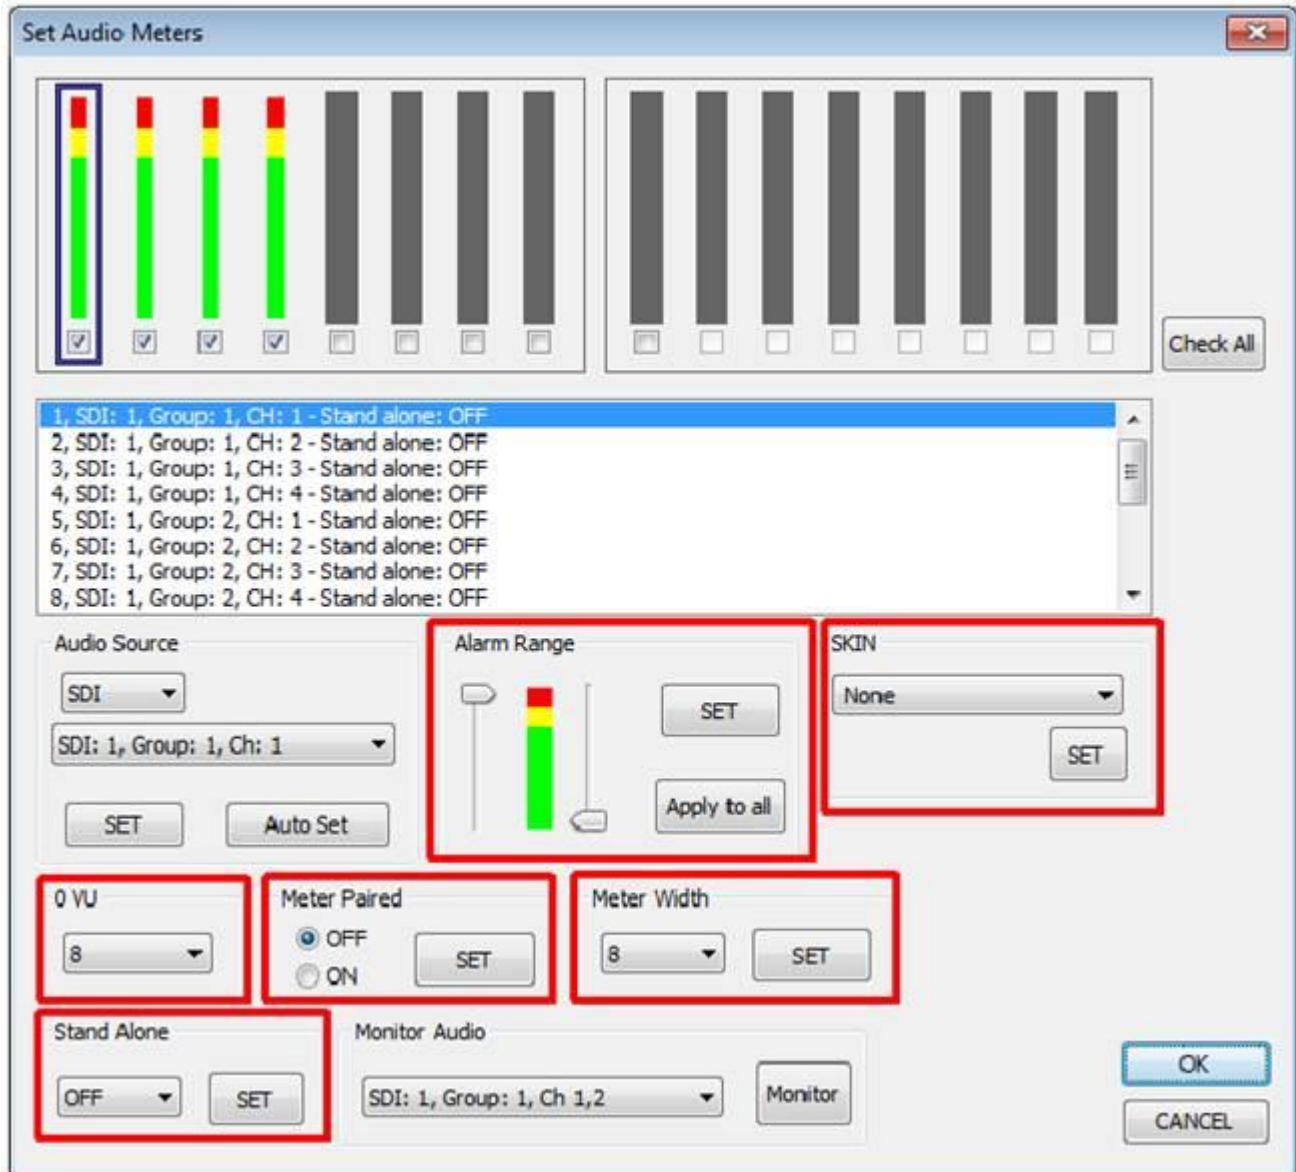 Set Audio Meters
Check All
1, SDI: 1, Group: 1, CH: 1 - Stand alone: OFF
2, SDI: 1, Group: 1, CH: 2 - Stand alone: OFF
3, SDI: 1, Group: 1, CH: 3 - Stand alone: OFF
4, SDI: 1, Group: 1, CH: 4 - Stand alone: OFF
5, SDI: 1, Group: 2, CH: 1 - Stand alone: OFF
6, SDI: 1, Group: 2, CH: 2 - Stand alone: OFF
7, SDI: 1, Group: 2, CH: 3 - Stand alone: OFF
8, SDI: 1, Group: 2, CH: 4 - Stand alone: OFF
Audio Source
SDI
SDI: 1, Group: 1, Ch: 1
SET
Auto Set
Alarm Range
SET
Apply to all
SKIN
None
SET
0 VU
8
Meter Paired
OFF
ON
SET
Meter Width
8
SET
Stand Alone
OFF
SET
Monitor Audio
SDI: 1, Group: 1, Ch 1,2
Monitor
OK
CANCEL